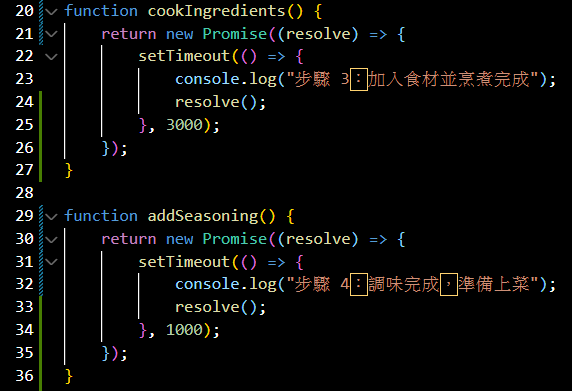 20 function cookIngredients() {
21 return new Promise((resolve) => {
22 setTimeout(() => {
23 console.log("步驟 3：加入食材並烹煮完成");
24 resolve();
25 }, 3000);
26 });
27 }
28
29 function addSeasoning() {
30 return new Promise((resolve) => {
31 setTimeout(() => {
32 console.log("步驟 4：調味完成，準備上菜");
33 resolve();
34 }, 1000);
35 });
36 }